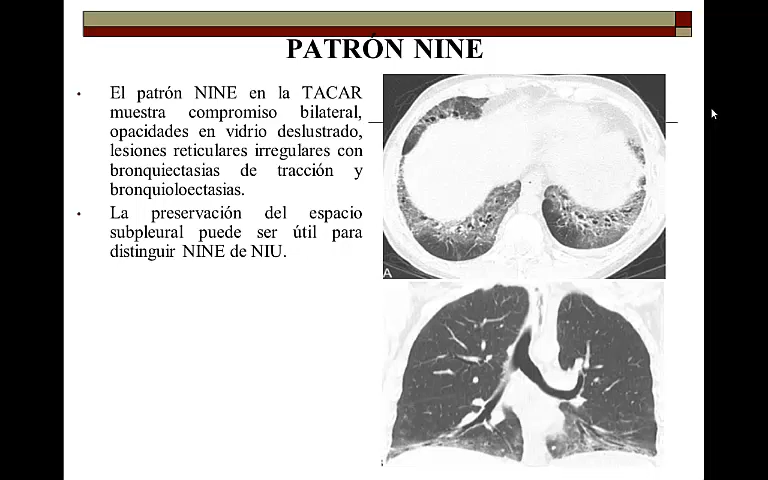 PATRÓN NINE
• El patrón NINE en la TACAR
muestra compromiso bilateral,
opacidades en vidrio deslustrado,
lesiones reticulares irregulares con
bronquiectasias de tracción y
bronquioloectasias.
• La preservación del espacio
subpleural puede ser útil para
distinguir NINE de NIU.
A